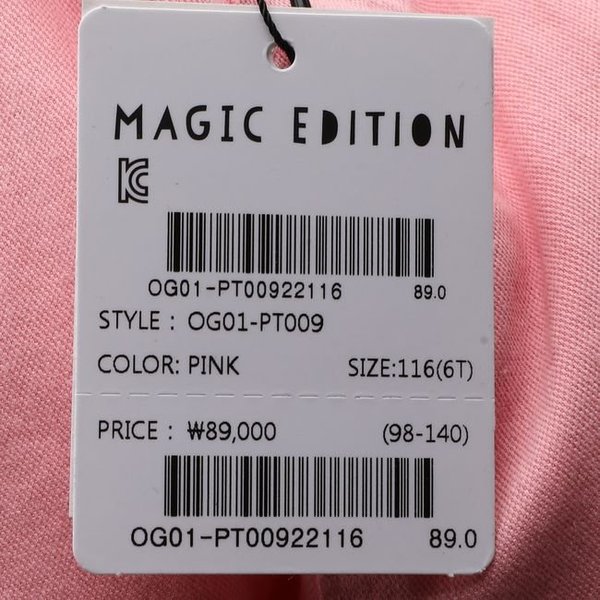 MAGIC EDITION
KC
OG01-PT00922116 89.0
STYLE : OG01-PT009
COLOR: PINK SIZE:116(6T)
PRICE : ₩89,000 (98-140)
OG01-PT00922116 89.0